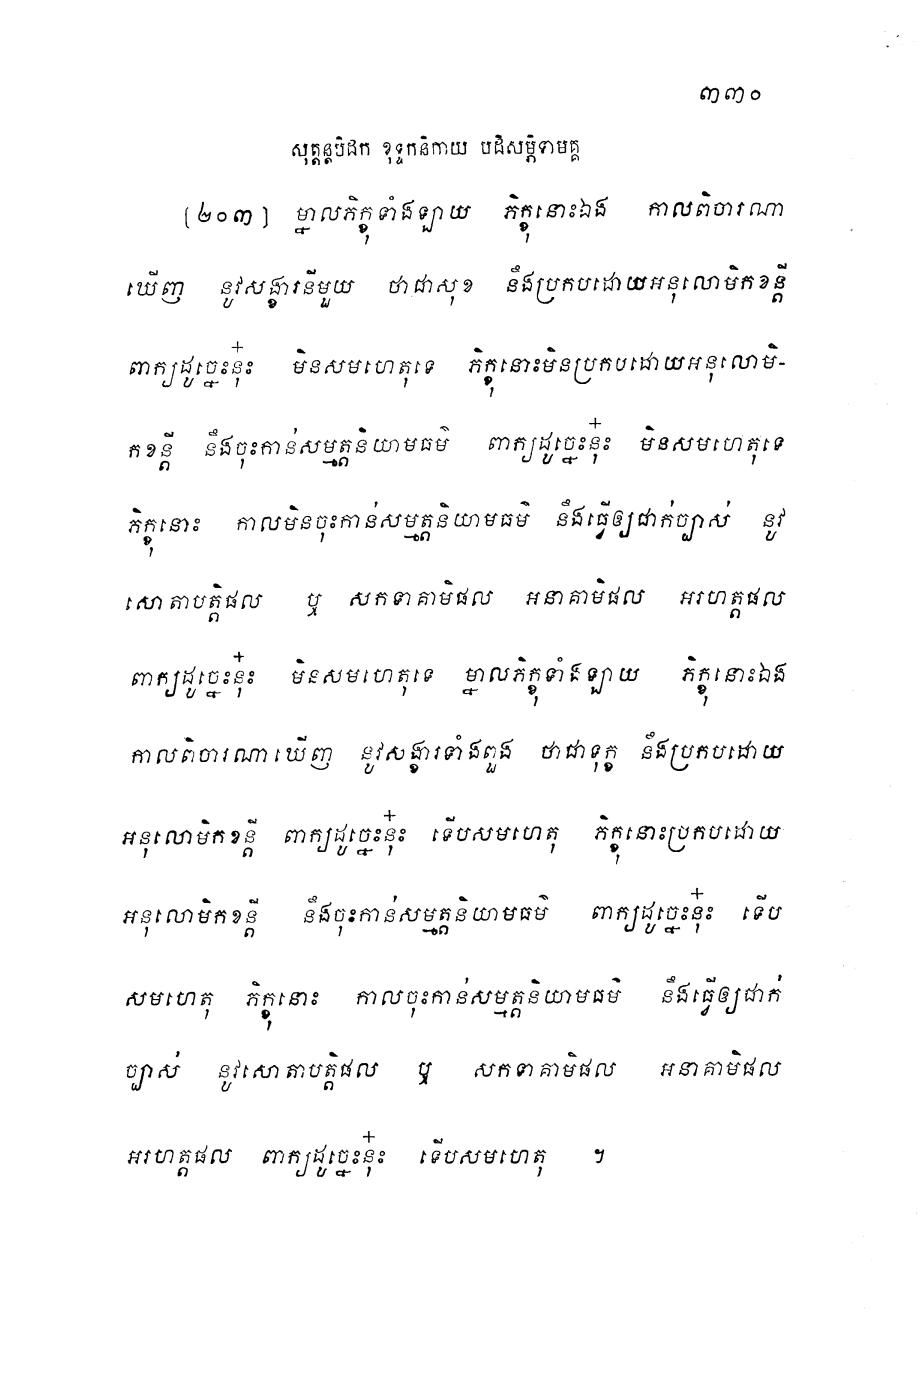 ៣៣០
សុត្តន្តបិដក ខុទ្ទកនិកាយ បដិសម្ភិទាមគ្គ
(២០៣) ម្នាលភិក្ខុទាំងឡាយ ភិក្ខុនោះឯង កាលពិចារណា
ឃើញ នូវសង្ខារនីមួយ ថាជាសុខ នឹងប្រកបដោយអនុលោមិកខន្តី
ពាក្យដូច្នេះនុ៎ះ មិនសមហេតុទេ ភិក្ខុនោះមិនប្រកបដោយអនុលោមិ-
កខន្តី នឹងចុះកាន់សម្មត្តនិយាមធម៌ ពាក្យដូច្នេះនុ៎ះ មិនសមហេតុទេ
ភិក្ខុនោះ កាលមិនចុះកាន់សម្មត្តនិយាមធម៌ នឹងធ្វើឲ្យជាក់ច្បាស់ នូវ
សោតាបត្តិផល ឬ សកទាគាមិផល អនាគាមិផល អរហត្តផល
ពាក្យដូច្នេះនុ៎ះ មិនសមហេតុទេ ម្នាលភិក្ខុទាំងឡាយ ភិក្ខុនោះឯង
កាលពិចារណាឃើញ នូវសង្ខារទាំងពួង ថាជាទុក្ខ នឹងប្រកបដោយ
អនុលោមិកខន្តី ពាក្យដូច្នេះនុ៎ះ ទើបសមហេតុ ភិក្ខុនោះប្រកបដោយ
អនុលោមិកខន្តី នឹងចុះកាន់សម្មត្តនិយាមធម៌ ពាក្យដូច្នេះនុ៎ះ ទើប
សមហេតុ ភិក្ខុនោះ កាលចុះកាន់សម្មត្តនិយាមធម៌ នឹងធ្វើឲ្យជាក់
ច្បាស់ នូវសោតាបត្តិផល ឬ សកទាគាមិផល អនាគាមិផល
អរហត្តផល ពាក្យដូច្នេះនុ៎ះ ទើបសមហេតុ ។